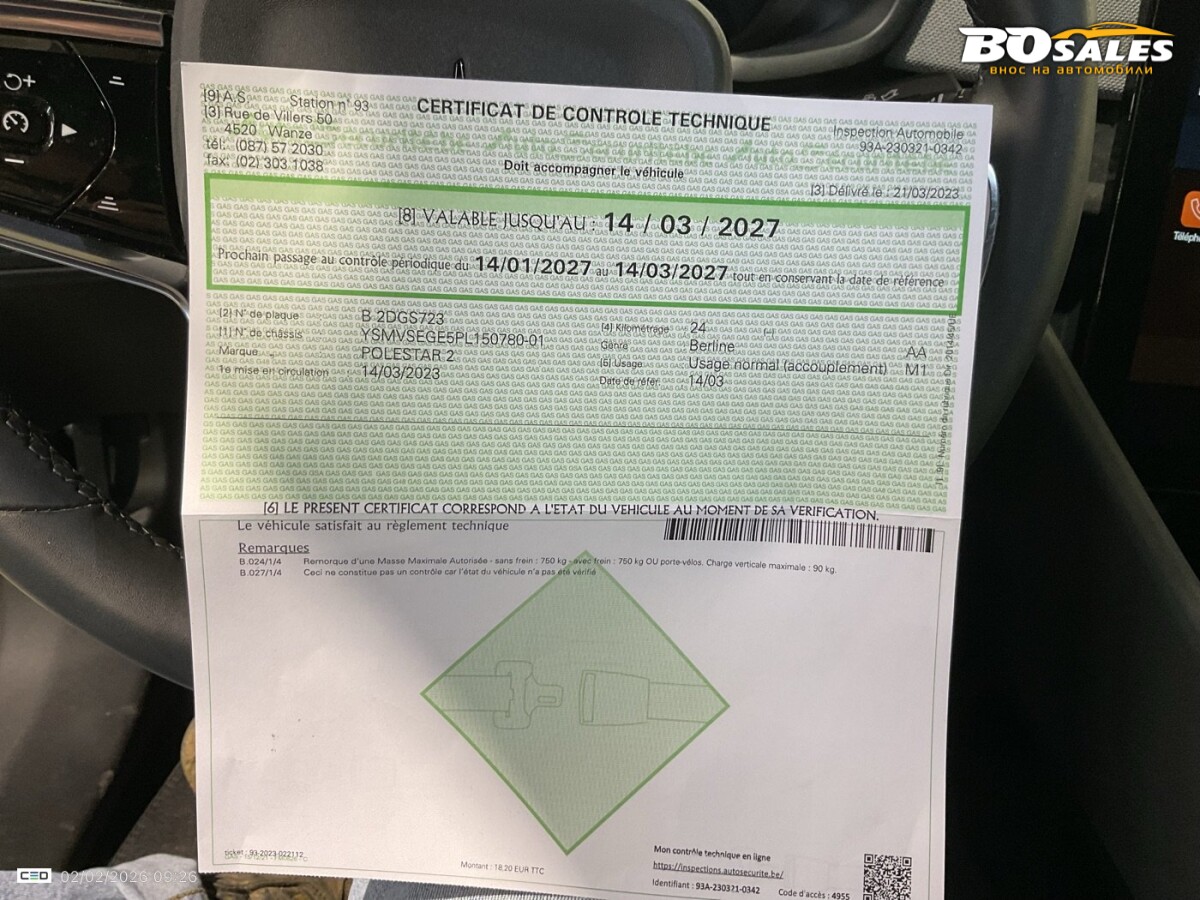 BOSALES
внос на автомобили
[9] A.S. Station n° 93
[3] Rue de Villers 50
4520 Wanze
tél: (087) 57 2030
fax: (02) 303 1038
CERTIFICAT DE CONTROLE TECHNIQUE
Doit accompagner le véhicule
Inspection Automobile
93A-230321-0342
[3] Délivré le : 21/03/2023
[8] VALABLE JUSQU'AU : 14 / 03 / 2027
Prochain passage au contrôle périodique du 14/01/2027 au 14/03/2027 tout en conservant la date de référence
[2] N° de plaque B 2DGS723
[1] N° de châssis YSMVSEGE5PL150780-01
Marque POLESTAR 2
1e mise en circulation 14/03/2023
[4] Kilométrage 24
Genre Berline AA
[5] Usage Usage normal (accouplement) M1
Date de réfer. 14/03
[6] LE PRESENT CERTIFICAT CORRESPOND A L'ETAT DU VEHICULE AU MOMENT DE SA VERIFICATION.
Le véhicule satisfait au règlement technique
Remarques
B.024/1/4 Remorque d'une Masse Maximale Autorisée - sans frein : 750 kg - avec frein : 750 kg OU porte-vélos. Charge verticale maximale : 90 kg.
B.027/1/4 Ceci ne constitue pas un contrôle car l'état du véhicule n'a pas été vérifié
ticket : 93-2023-022112
Montant : 18,20 EUR TTC
Mon contrôle technique en ligne
https://inspections.autosecurite.be/
Identifiant : 93A-230321-0342 Code d'accès : 4955
CEO 02/02/2026 09:26